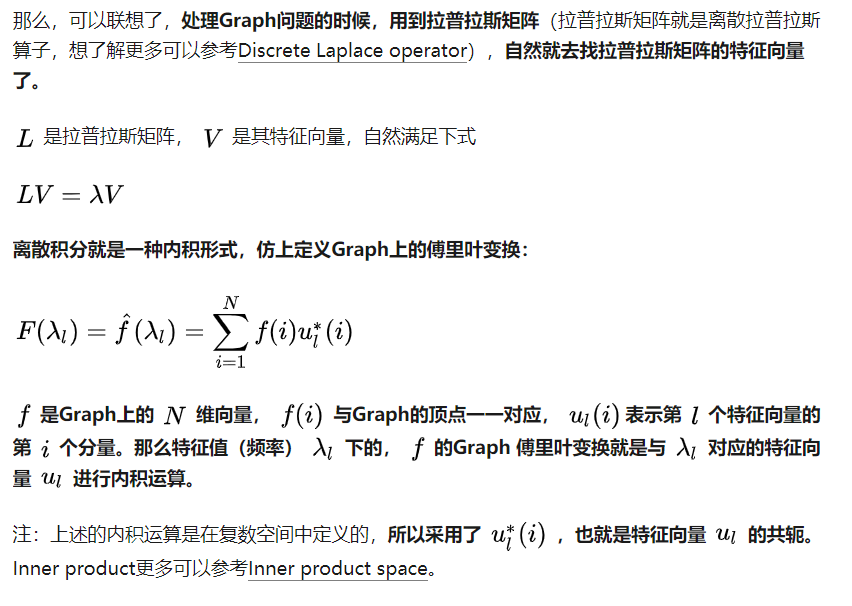 那么，可以联想了，处理Graph问题的时候，用到拉普拉斯矩阵（拉普拉斯矩阵就是离散拉普拉斯
算子，想了解更多可以参考Discrete Laplace operator），自然就去找拉普拉斯矩阵的特征向量
了。
L 是拉普拉斯矩阵， V 是其特征向量，自然满足下式
LV = λV
离散积分就是一种内积形式，仿上定义Graph上的傅里叶变换：
F(λ_l) = \hat{f}(λ_l) = \sum_{i=1}^{N} f(i)u_l^*(i)
f 是Graph上的 N 维向量， f(i) 与Graph的顶点一一对应， u_l(i) 表示第 l 个特征向量的
第 i 个分量。那么特征值（频率） λ_l 下的， f 的Graph 傅里叶变换就是与 λ_l 对应的特征向
量 u_l 进行内积运算。
注：上述的内积运算是在复数空间中定义的，所以采用了 u_l^*(i) ，也就是特征向量 u_l 的共轭。
Inner product更多可以参考Inner product space。